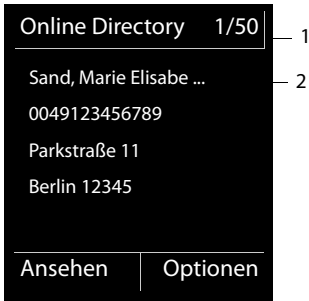 Online Directory 1/50
1
Sand, Marie Elisabe ...
2
0049123456789
Parkstraße 11
Berlin 12345
Ansehen Optionen